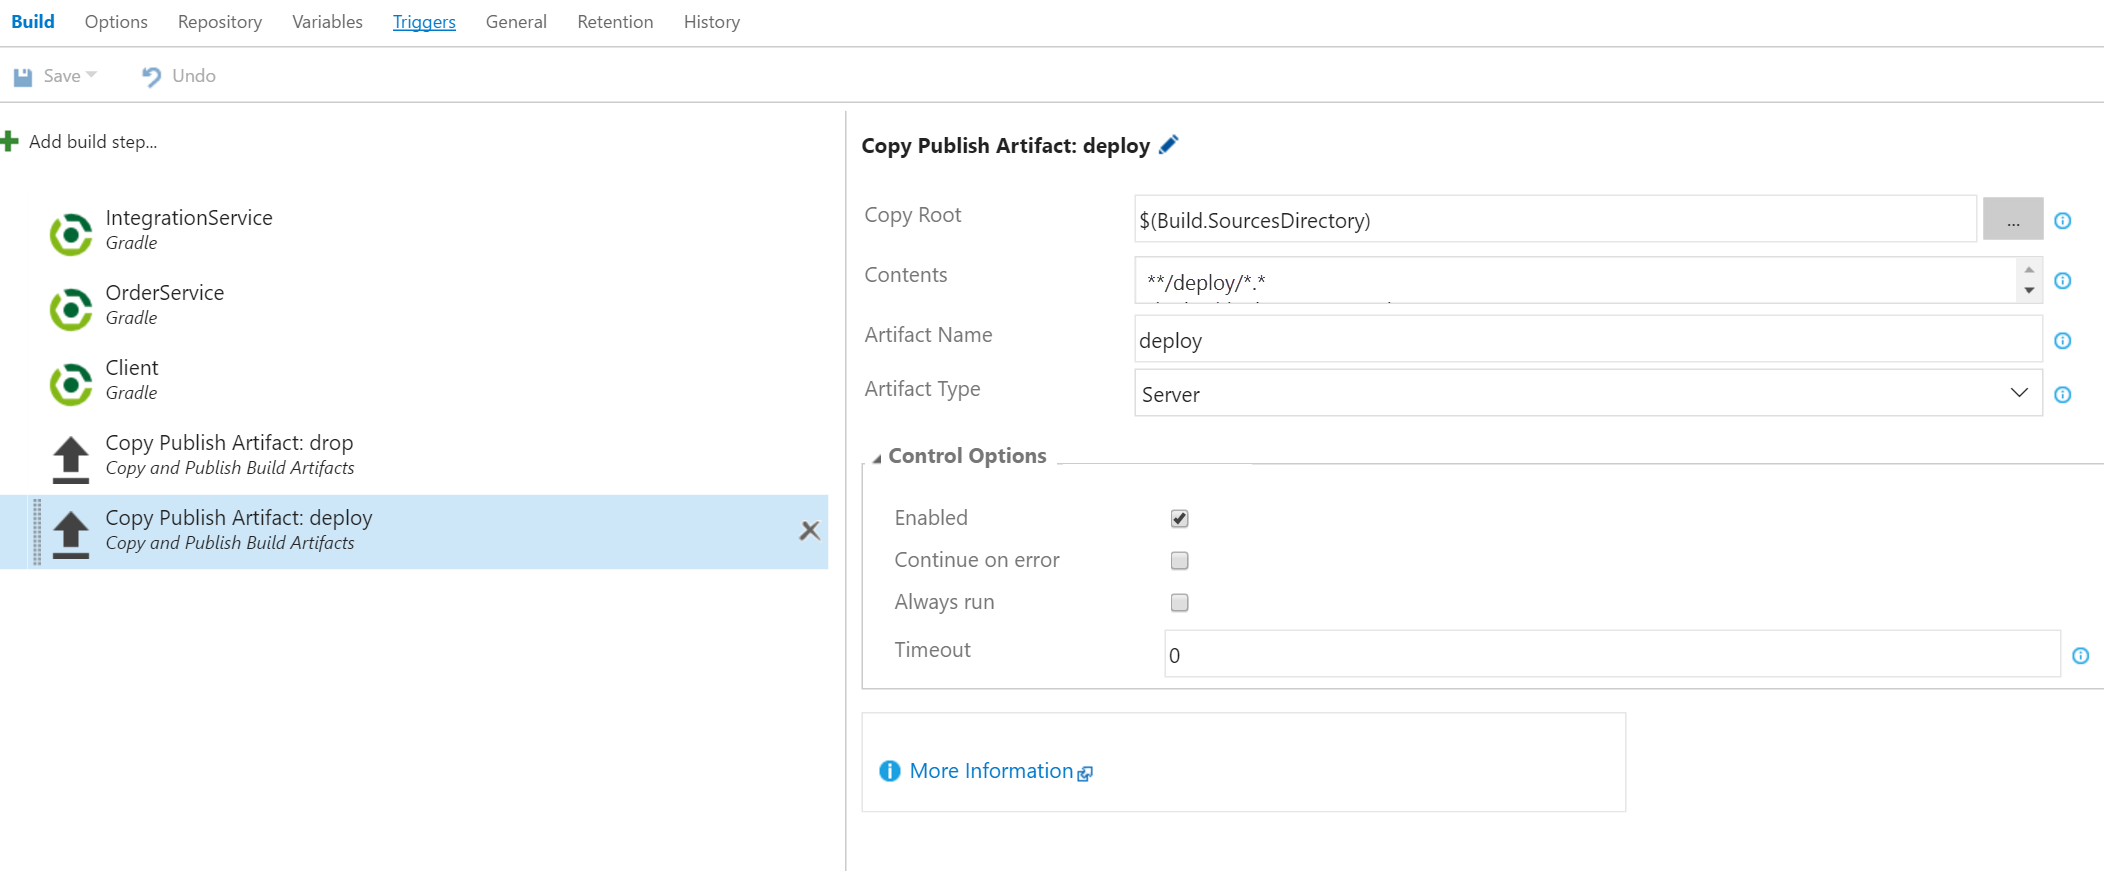 Build Options Repository Variables Triggers General Retention History
Save Undo
Add build step...
IntegrationService
Gradle
OrderService
Gradle
Client
Gradle
Copy Publish Artifact: drop
Copy and Publish Build Artifacts
Copy Publish Artifact: deploy
Copy and Publish Build Artifacts
Copy Publish Artifact: deploy
Copy Root $(Build.SourcesDirectory) ...
Contents **/deploy/*.*
Artifact Name deploy
Artifact Type Server
Control Options
Enabled
Continue on error
Always run
Timeout 0
More Information